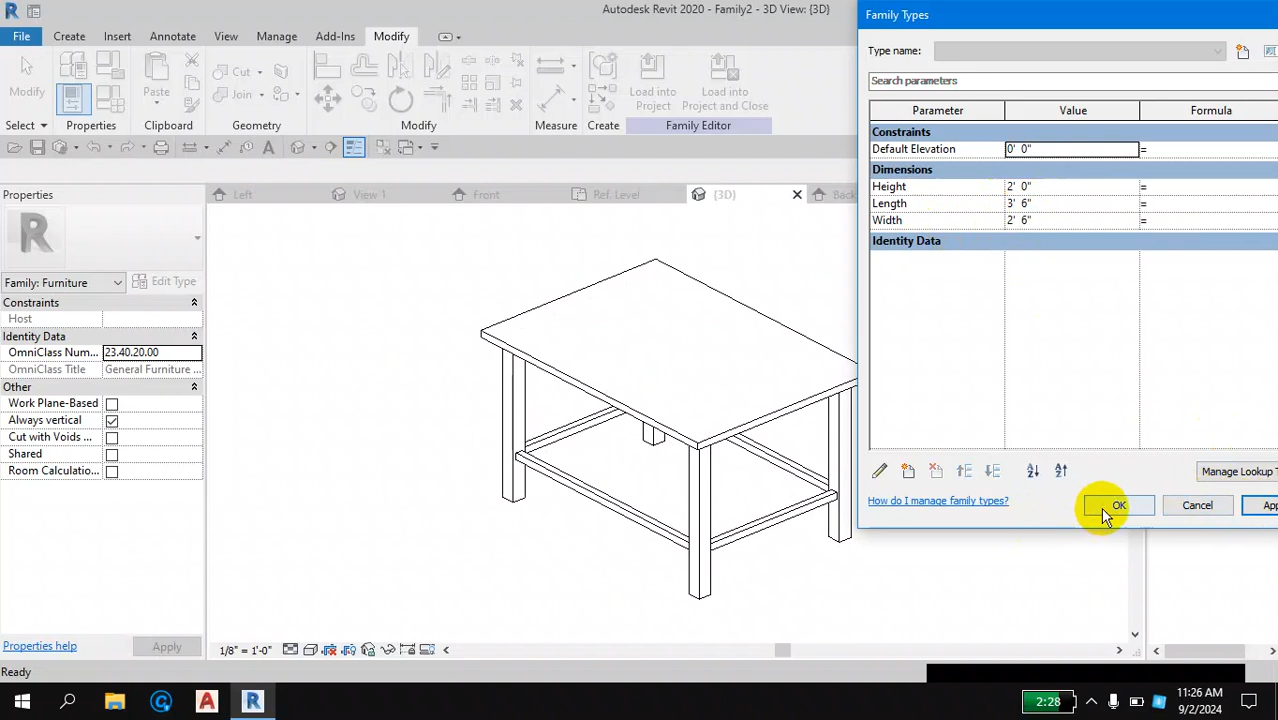 Autodesk Revit 2020 - Family2 - 3D View: {3D}
Family Types
File Create Insert Annotate View Manage Add-Ins Modify
Type name:
Search parameters
Cut
Join
Modify
Paste
Load into
Project
Load into
Project and Close
Select Properties Clipboard Geometry Modify Measure Create Family Editor
Parameter Value Formula
Constraints
Default Elevation 0' 0" =
Dimensions
Height 2' 0" =
Length 3' 6" =
Width 2' 6" =
Identity Data
Properties
Left View 1 Front Ref. Level {3D} Back
Family: Furniture Edit Type
Constraints
Host
Identity Data
OmniClass Num... 23.40.20.00
OmniClass Title General Furniture ...
Other
Work Plane-Based
Always vertical
Cut with Voids ...
Shared
Room Calculatio...
Manage Lookup T
How do I manage family types?
OK Cancel App
Properties help Apply
1/8" = 1'-0"
Ready
2:28
11:26 AM
9/2/2024